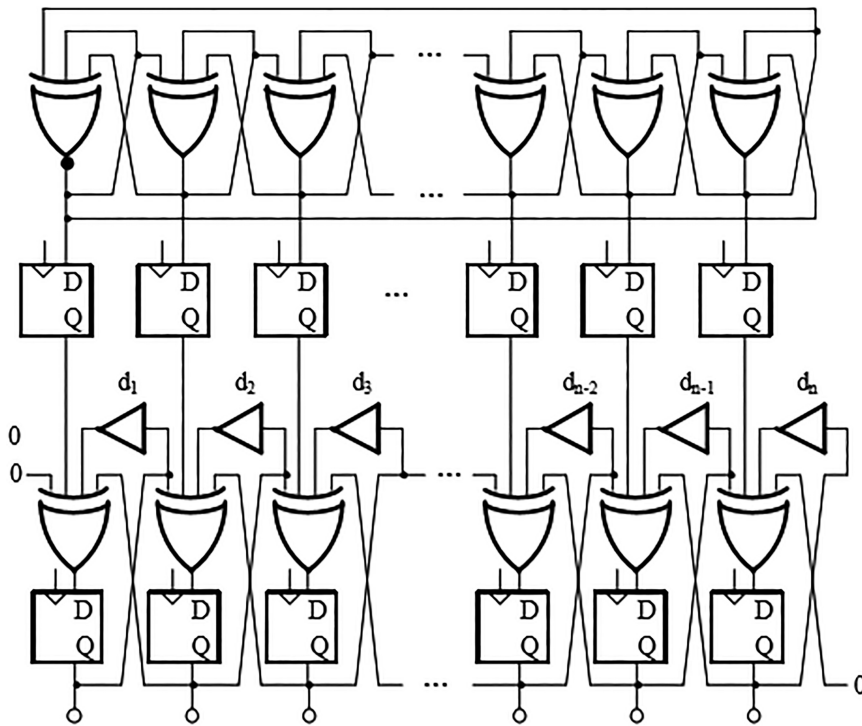 ...
...
D D D D D D
Q Q Q ... Q Q Q
d1 d2 d3 dn-2 dn-1 dn
0
0 ...
D D D D D D
Q Q Q Q Q Q
... 0